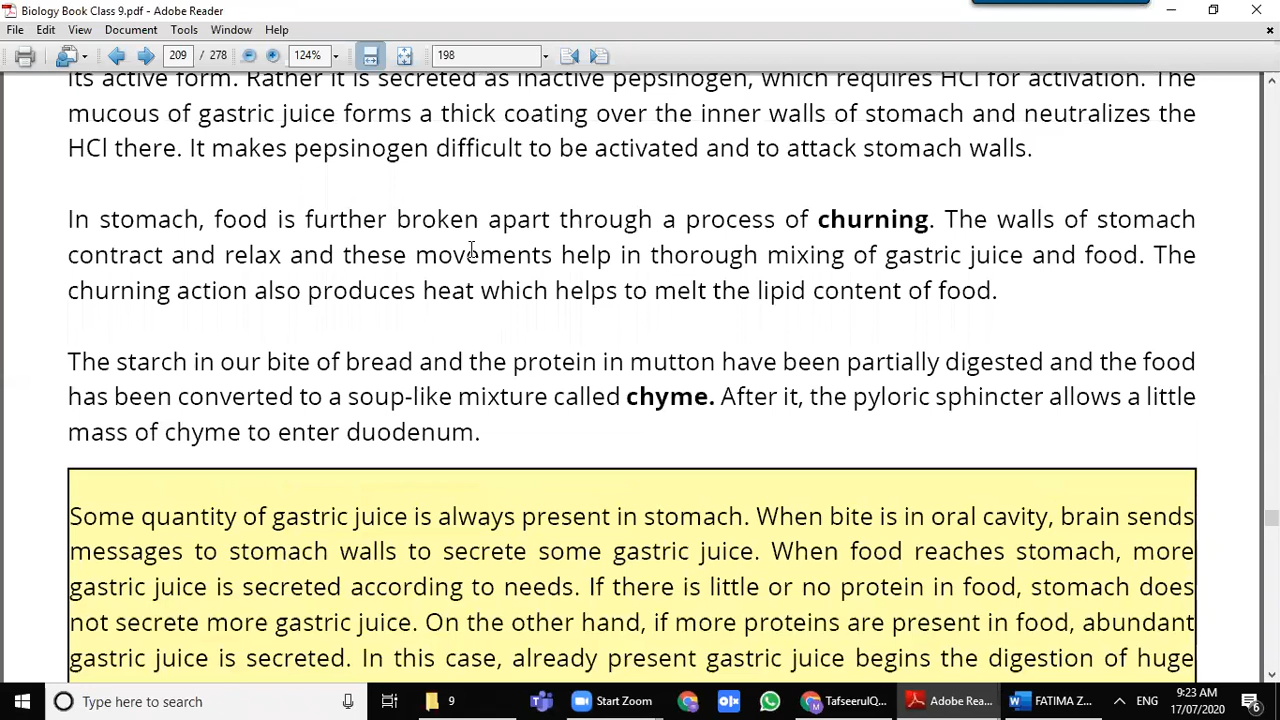 Biology Book Class 9.pdf - Adobe Reader
File Edit View Document Tools Window Help
209 / 278 124% 198
its active form. Rather it is secreted as inactive pepsinogen, which requires HCl for activation. The
mucous of gastric juice forms a thick coating over the inner walls of stomach and neutralizes the
HCl there. It makes pepsinogen difficult to be activated and to attack stomach walls.
In stomach, food is further broken apart through a process of churning. The walls of stomach
contract and relax and these movements help in thorough mixing of gastric juice and food. The
churning action also produces heat which helps to melt the lipid content of food.
The starch in our bite of bread and the protein in mutton have been partially digested and the food
has been converted to a soup-like mixture called chyme. After it, the pyloric sphincter allows a little
mass of chyme to enter duodenum.
Some quantity of gastric juice is always present in stomach. When bite is in oral cavity, brain sends
messages to stomach walls to secrete some gastric juice. When food reaches stomach, more
gastric juice is secreted according to needs. If there is little or no protein in food, stomach does
not secrete more gastric juice. On the other hand, if more proteins are present in food, abundant
gastric juice is secreted. In this case, already present gastric juice begins the digestion of huge
Type here to search 9 Start Zoom TafseerulQ... Adobe Rea... FATIMA Z... ENG 9:23 AM
17/07/2020 6